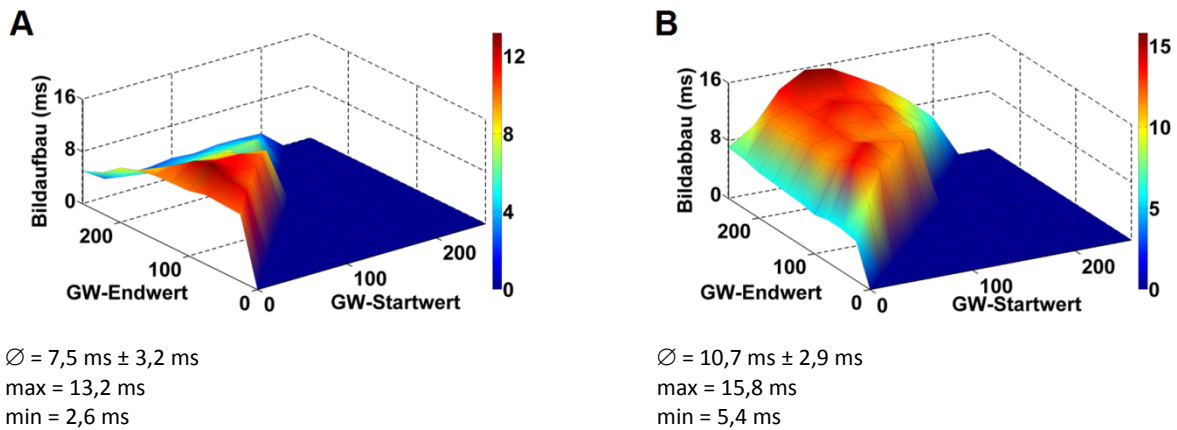 A
B
16
8
0
Bildaufbau (ms)
200
100
0
GW-Endwert
0
100
200
GW-Startwert
12
8
4
0
16
8
0
Bildabbau (ms)
200
100
0
GW-Endwert
0
100
200
GW-Startwert
15
10
5
0
∅ = 7,5 ms ± 3,2 ms
max = 13,2 ms
min = 2,6 ms
∅ = 10,7 ms ± 2,9 ms
max = 15,8 ms
min = 5,4 ms